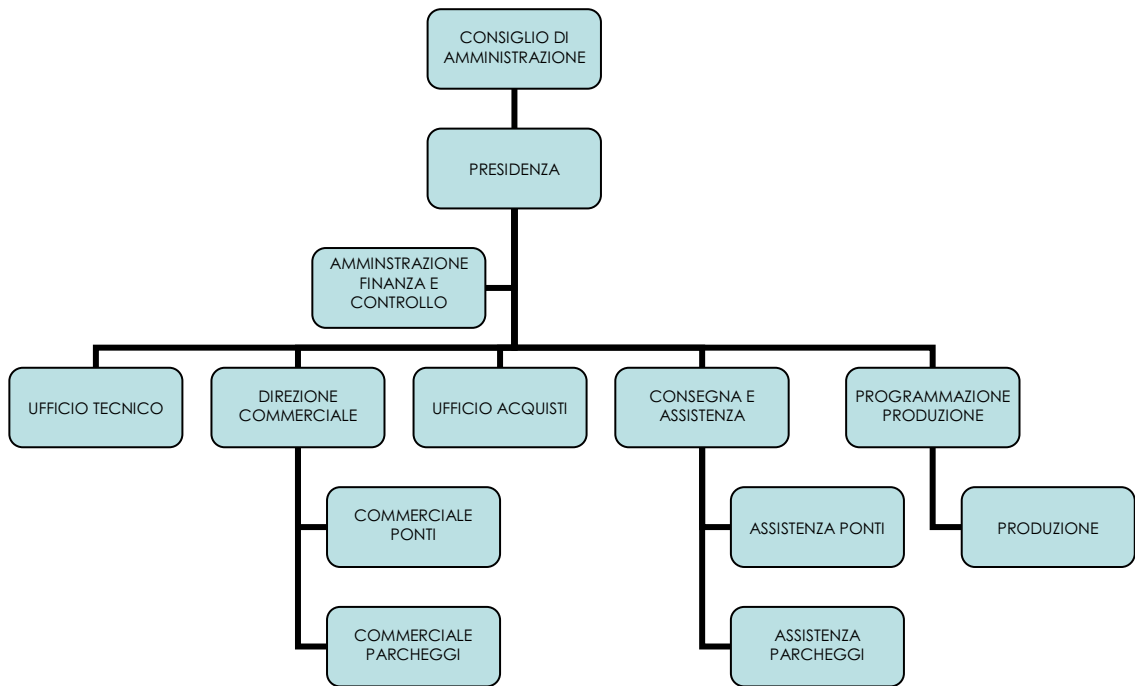 CONSIGLIO DI
AMMINISTRAZIONE
PRESIDENZA
AMMINSTRAZIONE
FINANZA E
CONTROLLO
UFFICIO TECNICO
DIREZIONE
COMMERCIALE
UFFICIO ACQUISTI
CONSEGNA E
ASSISTENZA
PROGRAMMAZIONE
PRODUZIONE
COMMERCIALE
PONTI
ASSISTENZA PONTI
PRODUZIONE
COMMERCIALE
PARCHEGGI
ASSISTENZA
PARCHEGGI